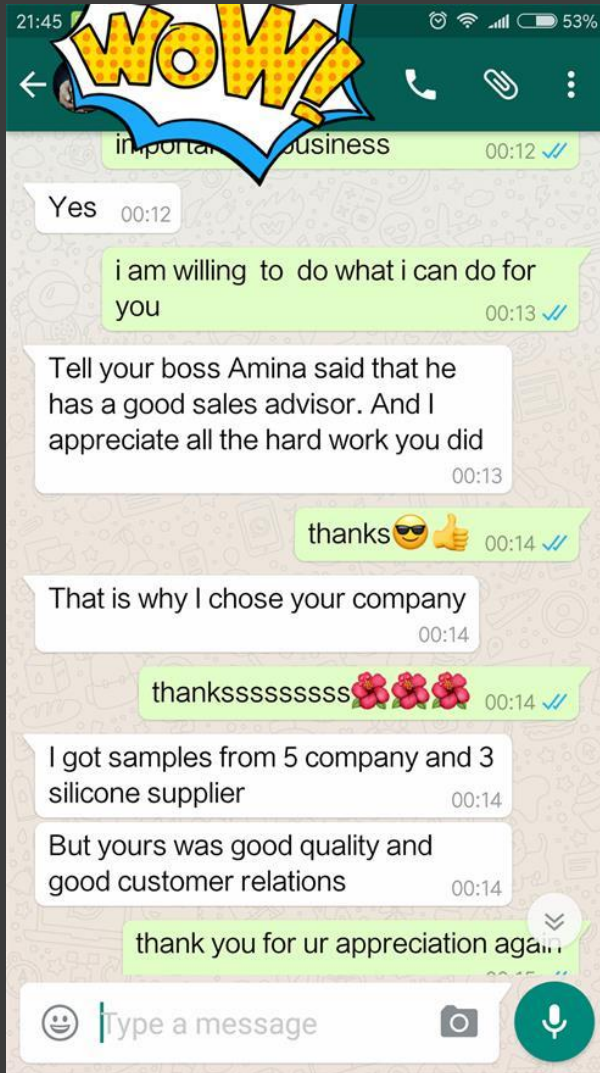 21:45
53%
WOW!
business
00:12
Yes
00:12
i am willing to do what i can do for
you
00:13
Tell your boss Amina said that he
has a good sales advisor. And I
appreciate all the hard work you did
00:13
thanks😎👍
00:14
That is why I chose your company
00:14
thankssssssssss🌺🌺🌺
00:14
I got samples from 5 company and 3
silicone supplier
00:14
But yours was good quality and
good customer relations
00:14
thank you for ur appreciation again
Type a message